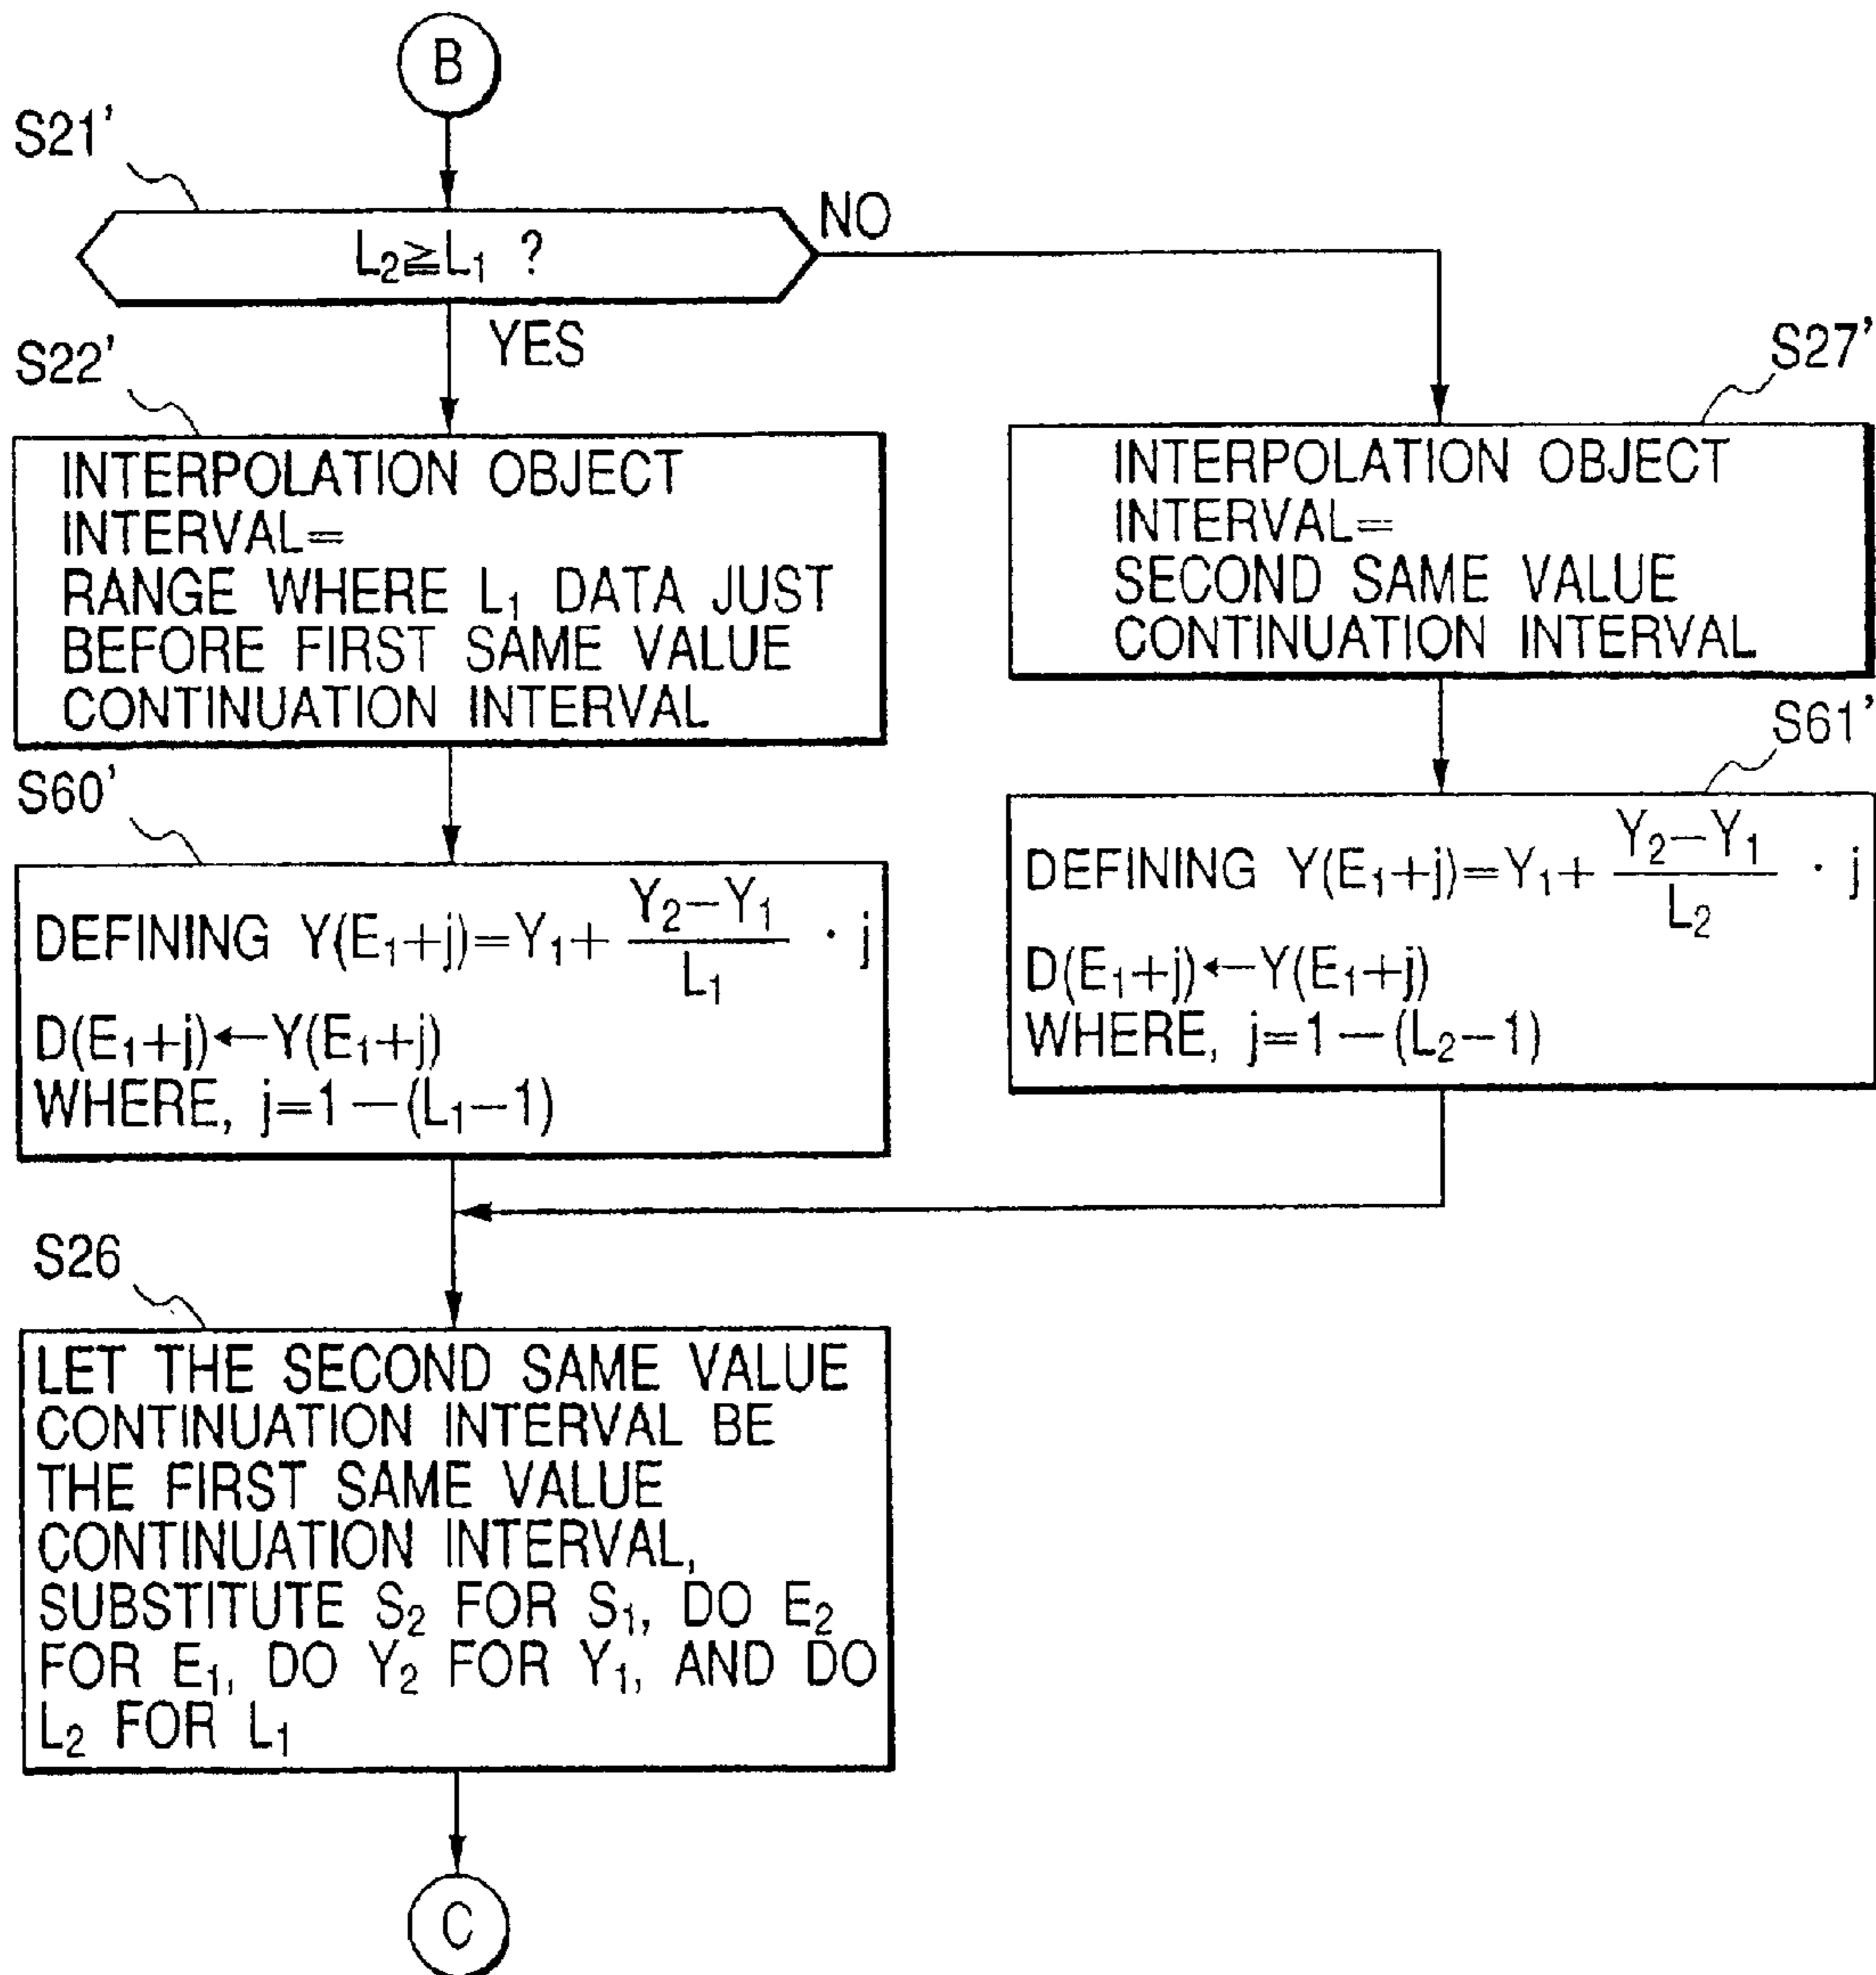 B
S21'
L₂≧L₁ ?
NO
YES
S22'
INTERPOLATION OBJECT
INTERVAL=
RANGE WHERE L₁ DATA JUST
BEFORE FIRST SAME VALUE
CONTINUATION INTERVAL
S27'
INTERPOLATION OBJECT
INTERVAL=
SECOND SAME VALUE
CONTINUATION INTERVAL
S60'
DEFINING Y(E₁+j)=Y₁+ (Y₂−Y₁)/L₁ · j
D(E₁+j)←Y(E₁+j)
WHERE, j=1—(L₁−1)
S61'
DEFINING Y(E₁+j)=Y₁+ (Y₂−Y₁)/L₂ · j
D(E₁+j)←Y(E₁+j)
WHERE, j=1—(L₂−1)
S26
LET THE SECOND SAME VALUE
CONTINUATION INTERVAL BE
THE FIRST SAME VALUE
CONTINUATION INTERVAL,
SUBSTITUTE S₂ FOR S₁, DO E₂
FOR E₁, DO Y₂ FOR Y₁, AND DO
L₂ FOR L₁
C